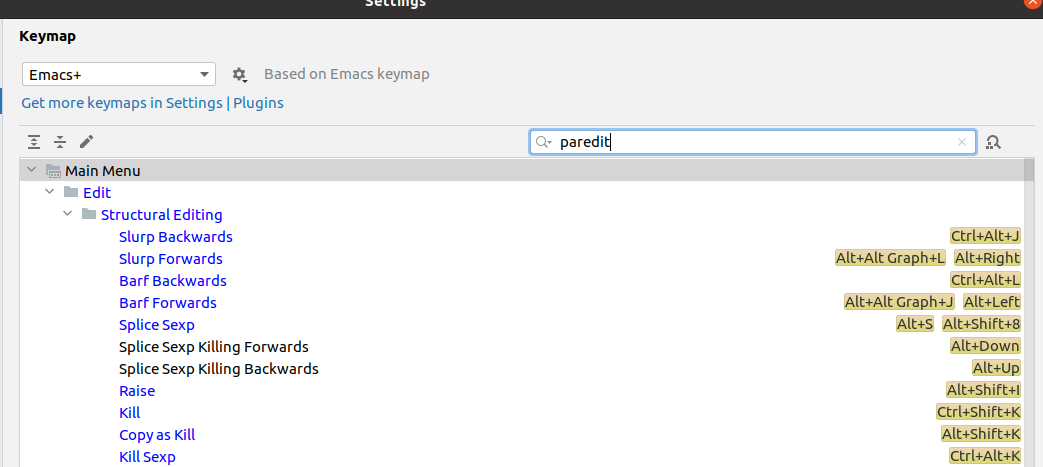 Settings
Keymap
Emacs+ Based on Emacs keymap
Get more keymaps in Settings | Plugins
paredit
Main Menu
Edit
Structural Editing
Slurp Backwards Ctrl+Alt+J
Slurp Forwards Alt+Alt Graph+L Alt+Right
Barf Backwards Ctrl+Alt+L
Barf Forwards Alt+Alt Graph+J Alt+Left
Splice Sexp Alt+S Alt+Shift+8
Splice Sexp Killing Forwards Alt+Down
Splice Sexp Killing Backwards Alt+Up
Raise Alt+Shift+I
Kill Ctrl+Shift+K
Copy as Kill Alt+Shift+K
Kill Sexp Ctrl+Alt+K